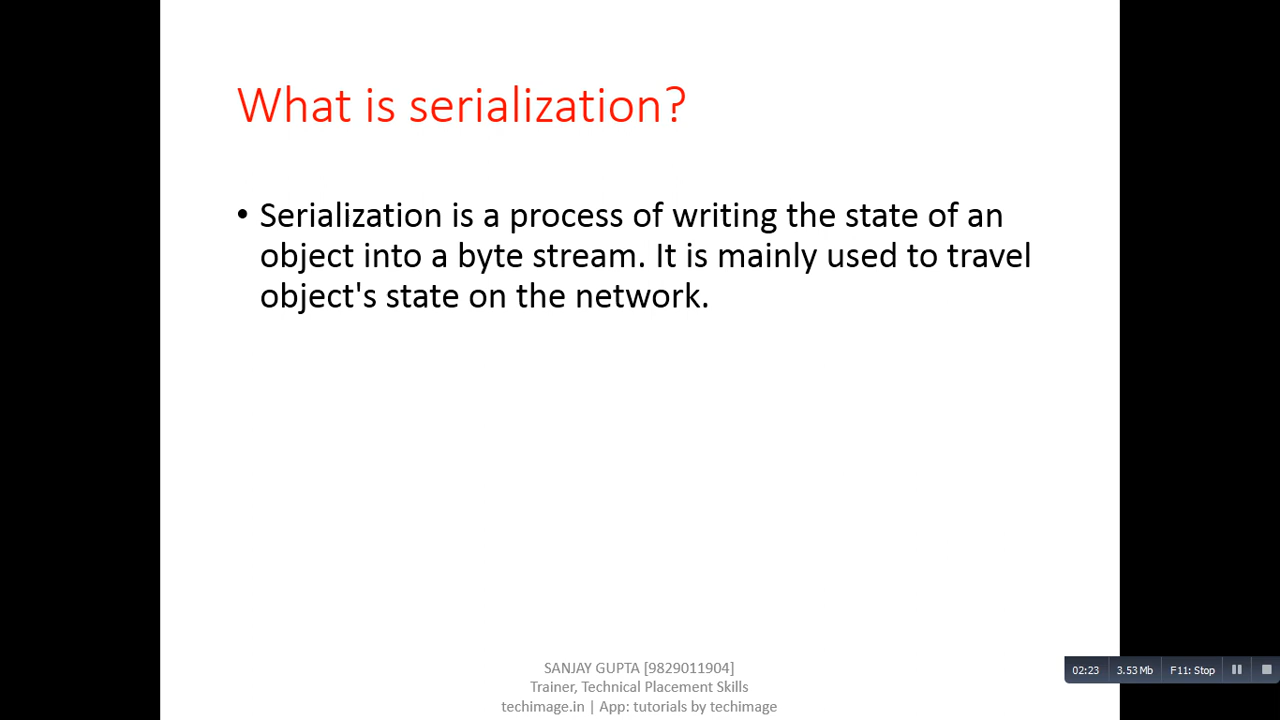 What is serialization?
• Serialization is a process of writing the state of an
object into a byte stream. It is mainly used to travel
object's state on the network.
SANJAY GUPTA [9829011904]
Trainer, Technical Placement Skills
techimage.in | App: tutorials by techimage
02:23 3.53 Mb F11: Stop